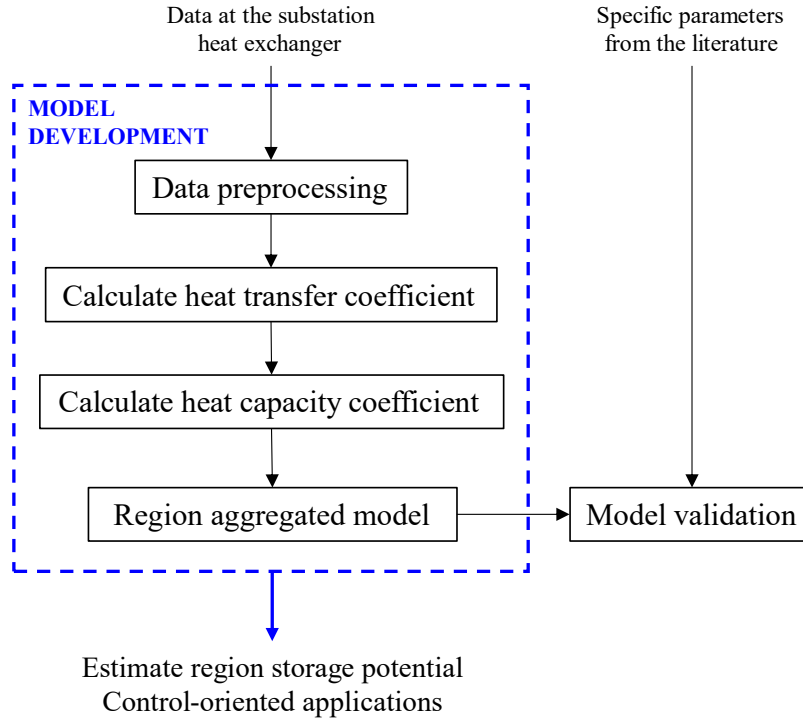 Data at the substation
heat exchanger
Specific parameters
from the literature
MODEL
DEVELOPMENT
Data preprocessing
Calculate heat transfer coefficient
Calculate heat capacity coefficient
Region aggregated model
Model validation
Estimate region storage potential
Control-oriented applications